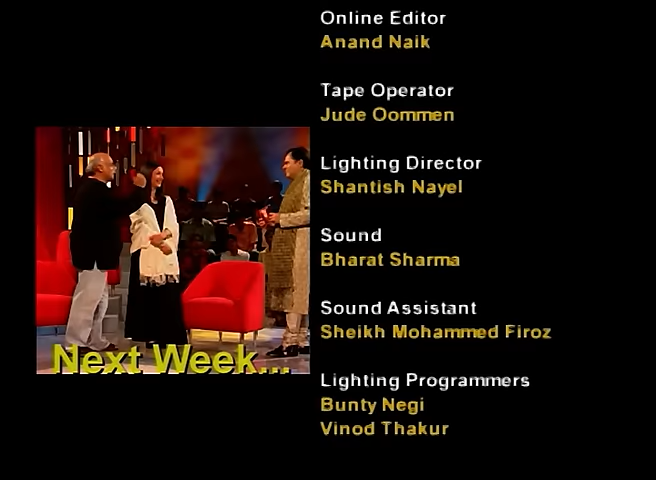 Online Editor
Anand Naik
Tape Operator
Jude Oommen
Lighting Director
Shantish Nayel
Sound
Bharat Sharma
Sound Assistant
Sheikh Mohammed Firoz
Lighting Programmers
Bunty Negi
Vinod Thakur
Next Week...